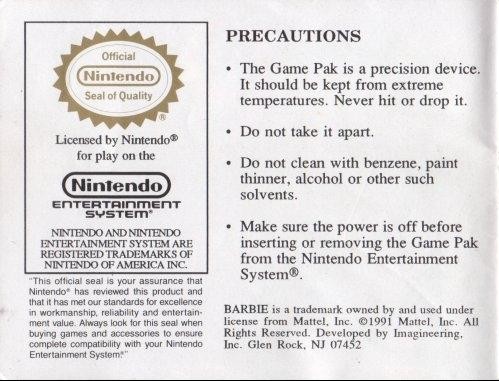 Official
Nintendo
Seal of Quality
®
Licensed by Nintendo®
for play on the
Nintendo
ENTERTAINMENT
SYSTEM®
NINTENDO AND NINTENDO
ENTERTAINMENT SYSTEM ARE
REGISTERED TRADEMARKS OF
NINTENDO OF AMERICA INC.
"This official seal is your assurance that
Nintendo® has reviewed this product and
that it has met our standards for excellence
in workmanship, reliability and entertain-
ment value. Always look for this seal when
buying games and accessories to ensure
complete compatibility with your Nintendo
Entertainment System®."
PRECAUTIONS
• The Game Pak is a precision device.
It should be kept from extreme
temperatures. Never hit or drop it.
• Do not take it apart.
• Do not clean with benzene, paint
thinner, alcohol or other such
solvents.
• Make sure the power is off before
inserting or removing the Game Pak
from the Nintendo Entertainment
System®.
BARBIE is a trademark owned by and used under
license from Mattel, Inc. ©1991 Mattel, Inc. All
Rights Reserved. Developed by Imagineering,
Inc. Glen Rock, NJ 07452